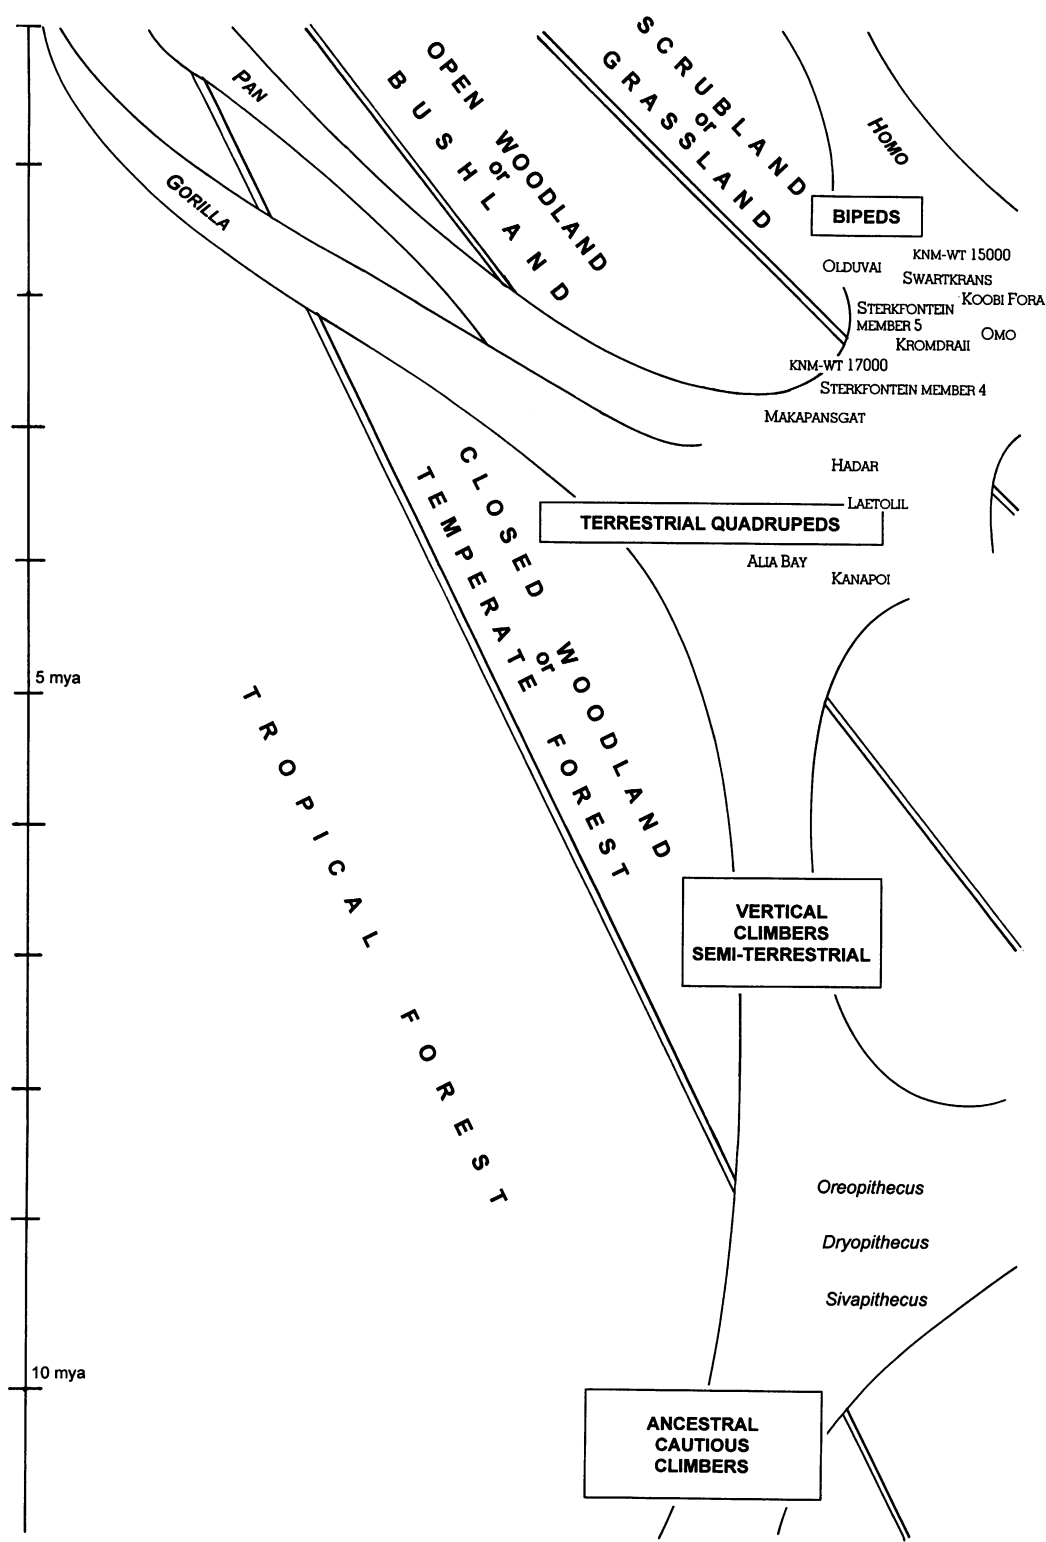 SCRUBLAND
or
GRASSLAND
OPEN WOODLAND
or
BUSHLAND
PAN
HOMO
GORILLA
BIPEDS
KNM-WT 15000
OLDUVAI
SWARTKRANS
KOOBI FORA
STERKFONTEIN
MEMBER 5
OMO
KROMDRAII
KNM-WT 17000
STERKFONTEIN MEMBER 4
MAKAPANSGAT
HADAR
LAETOLIL
TERRESTRIAL QUADRUPEDS
ALIA BAY
KANAPOI
CLOSED WOODLAND
or
TEMPERATE FOREST
5 mya
TROPICAL FOREST
VERTICAL
CLIMBERS
SEMI-TERRESTRIAL
Oreopithecus
Dryopithecus
Sivapithecus
10 mya
ANCESTRAL
CAUTIOUS
CLIMBERS